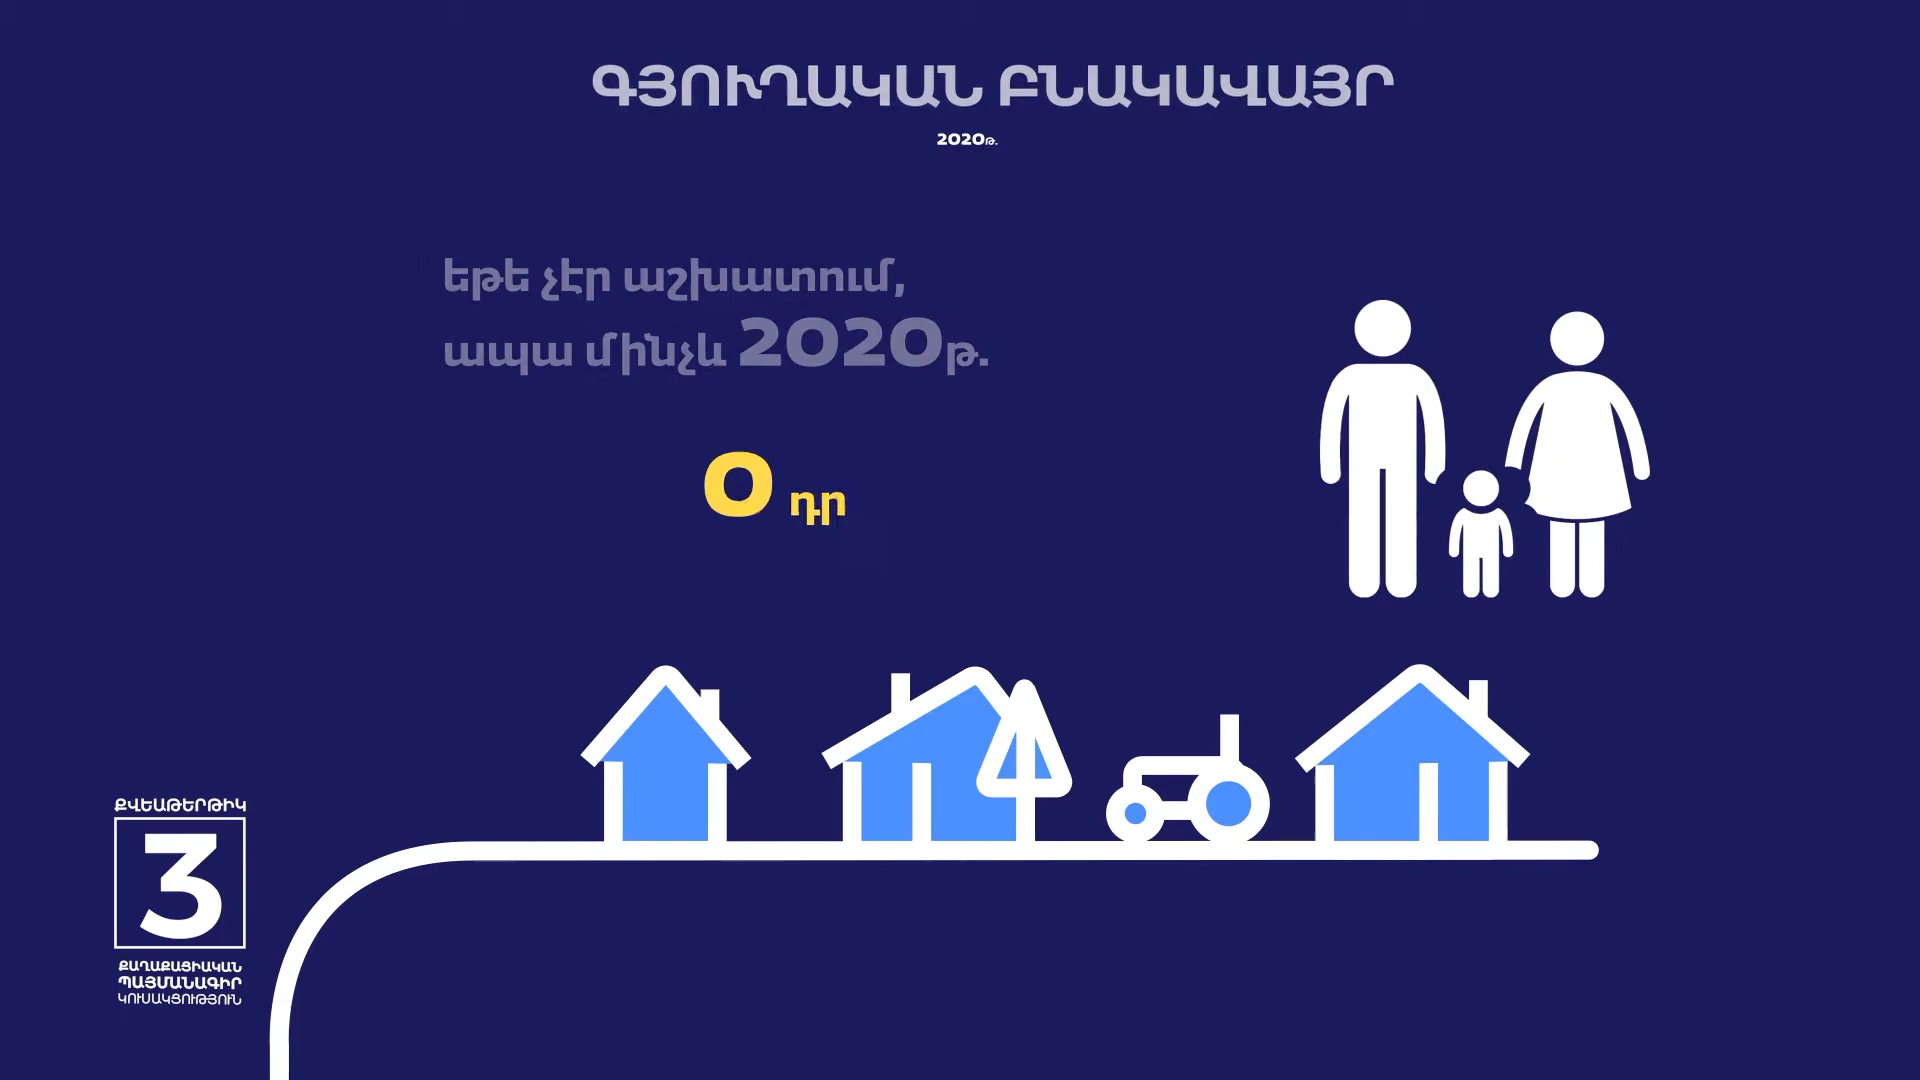 ԳՅՈՒՂԱԿԱՆ ԲՆԱԿԱՎԱՅՐ
2020թ.
եթե չէր աշխատում,
ապա մինչև 2020թ.
0 դր
ՔՎԵԱԹԵՐԹԻԿ
3
ՔԱՂԱՔԱՑԻԱԿԱՆ
ՊԱՅՄԱՆԱԳԻՐ
ԿՈՒՍԱԿՑՈՒԹՅՈՒՆ